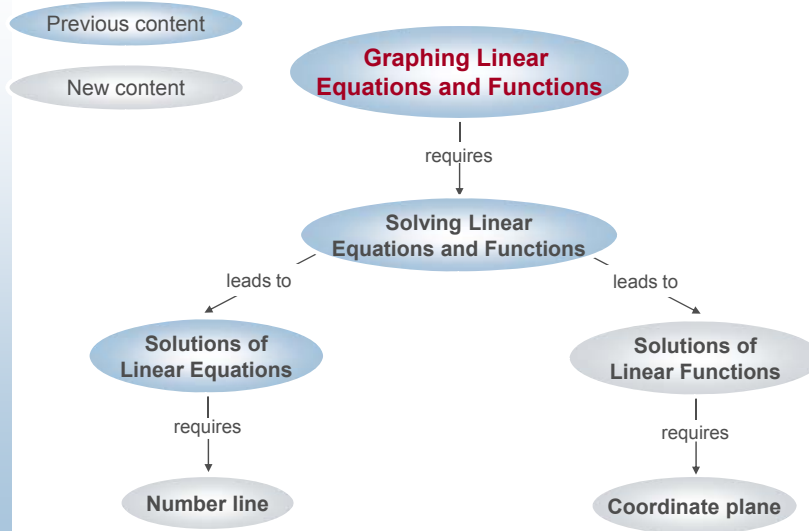 Previous content
New content
Graphing Linear
Equations and Functions
requires
Solving Linear
Equations and Functions
leads to
leads to
Solutions of
Linear Equations
Solutions of
Linear Functions
requires
requires
Number line
Coordinate plane